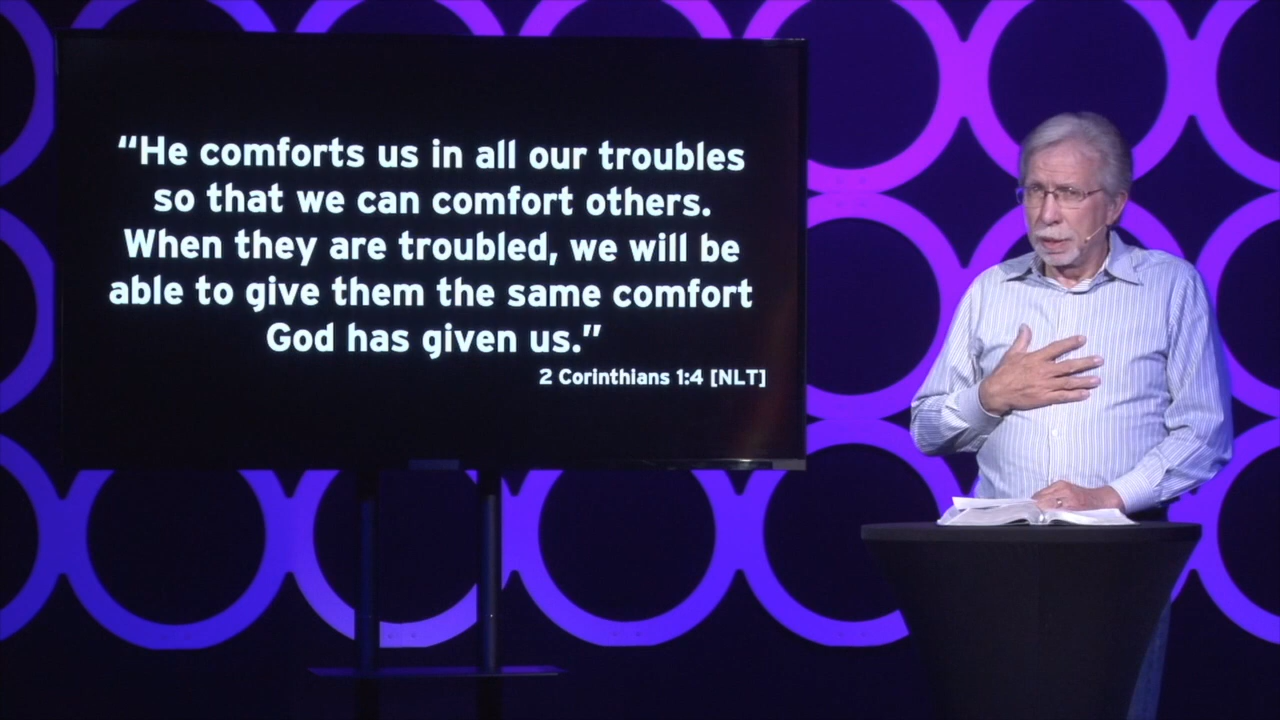 “He comforts us in all our troubles
so that we can comfort others.
When they are troubled, we will be
able to give them the same comfort
God has given us.”
2 Corinthians 1:4 [NLT]